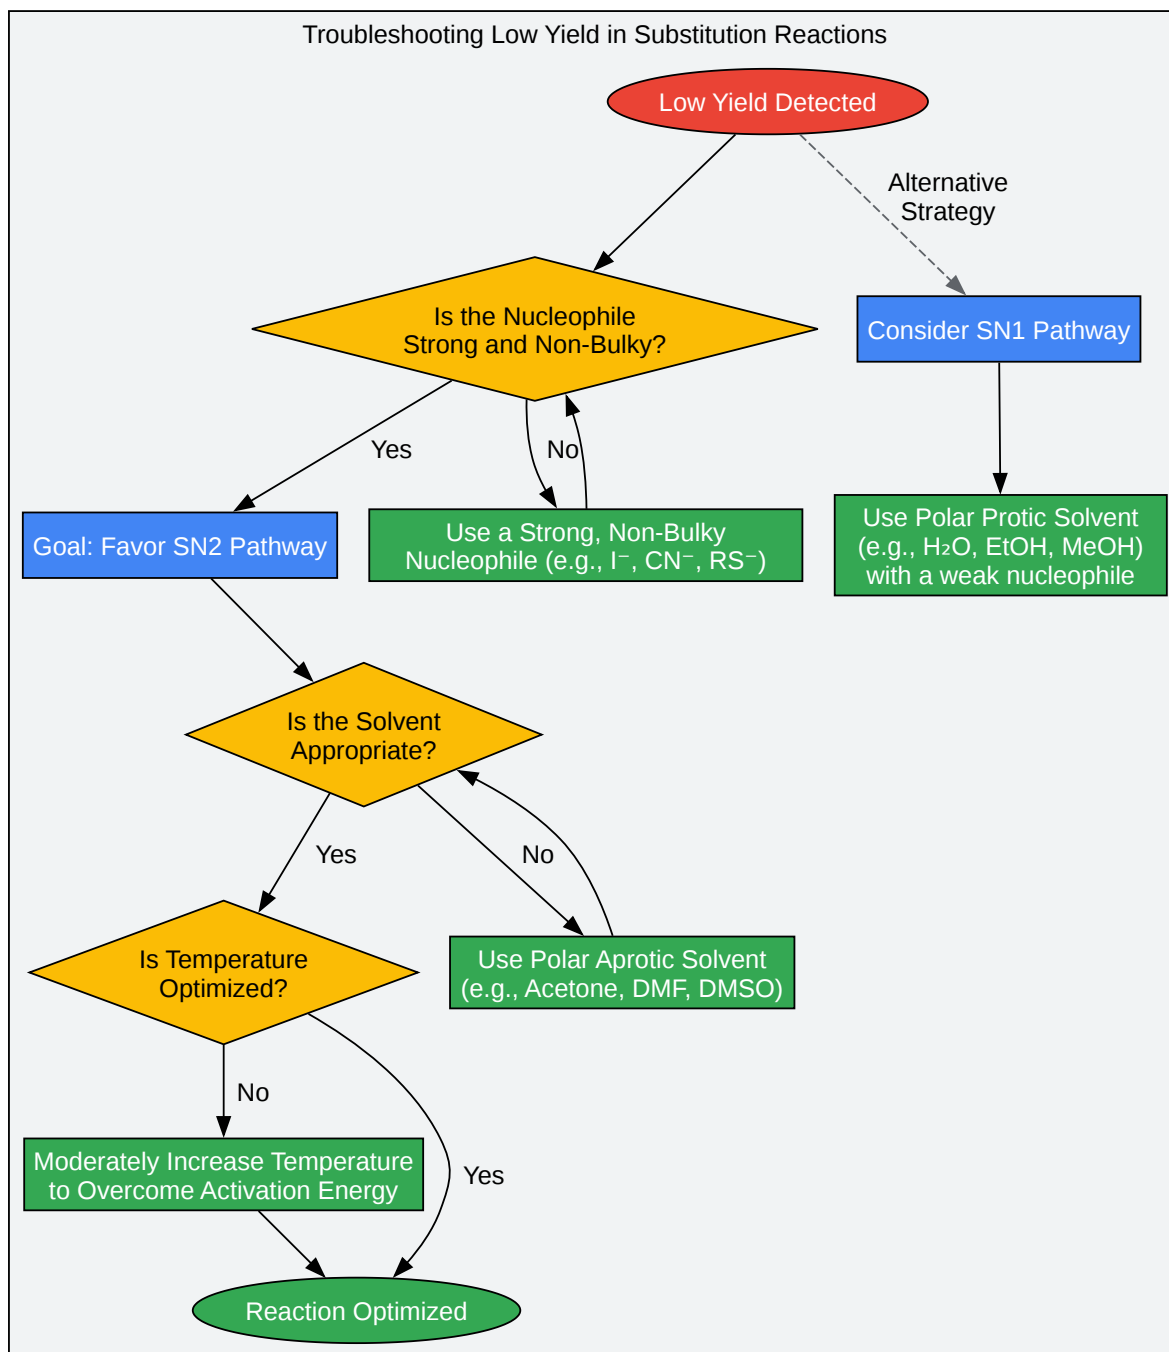 Troubleshooting Low Yield in Substitution Reactions
Low Yield Detected
Alternative
Strategy
Is the Nucleophile
Strong and Non-Bulky?
Consider SN1 Pathway
Yes
No
Goal: Favor SN2 Pathway
Use a Strong, Non-Bulky
Nucleophile (e.g., I⁻, CN⁻, RS⁻)
Use Polar Protic Solvent
(e.g., H₂O, EtOH, MeOH)
with a weak nucleophile
Is the Solvent
Appropriate?
Yes
No
Is Temperature
Optimized?
Use Polar Aprotic Solvent
(e.g., Acetone, DMF, DMSO)
No
Yes
Moderately Increase Temperature
to Overcome Activation Energy
Reaction Optimized